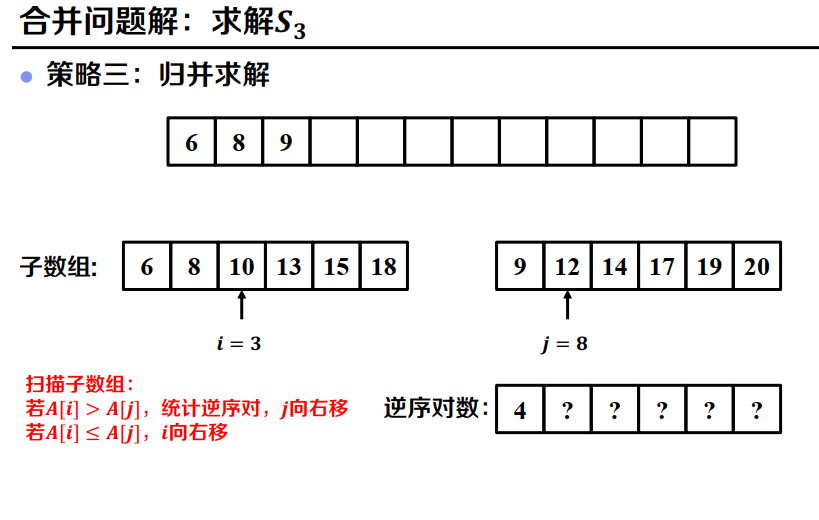 合并问题解：求解S₃
策略三：归并求解
6 8 9
子数组: 6 8 10 13 15 18 9 12 14 17 19 20
i = 3 j = 8
扫描子数组：
若A[i] > A[j]，统计逆序对，j向右移
若A[i] ≤ A[j]，i向右移
逆序对数: 4 ? ? ? ? ?